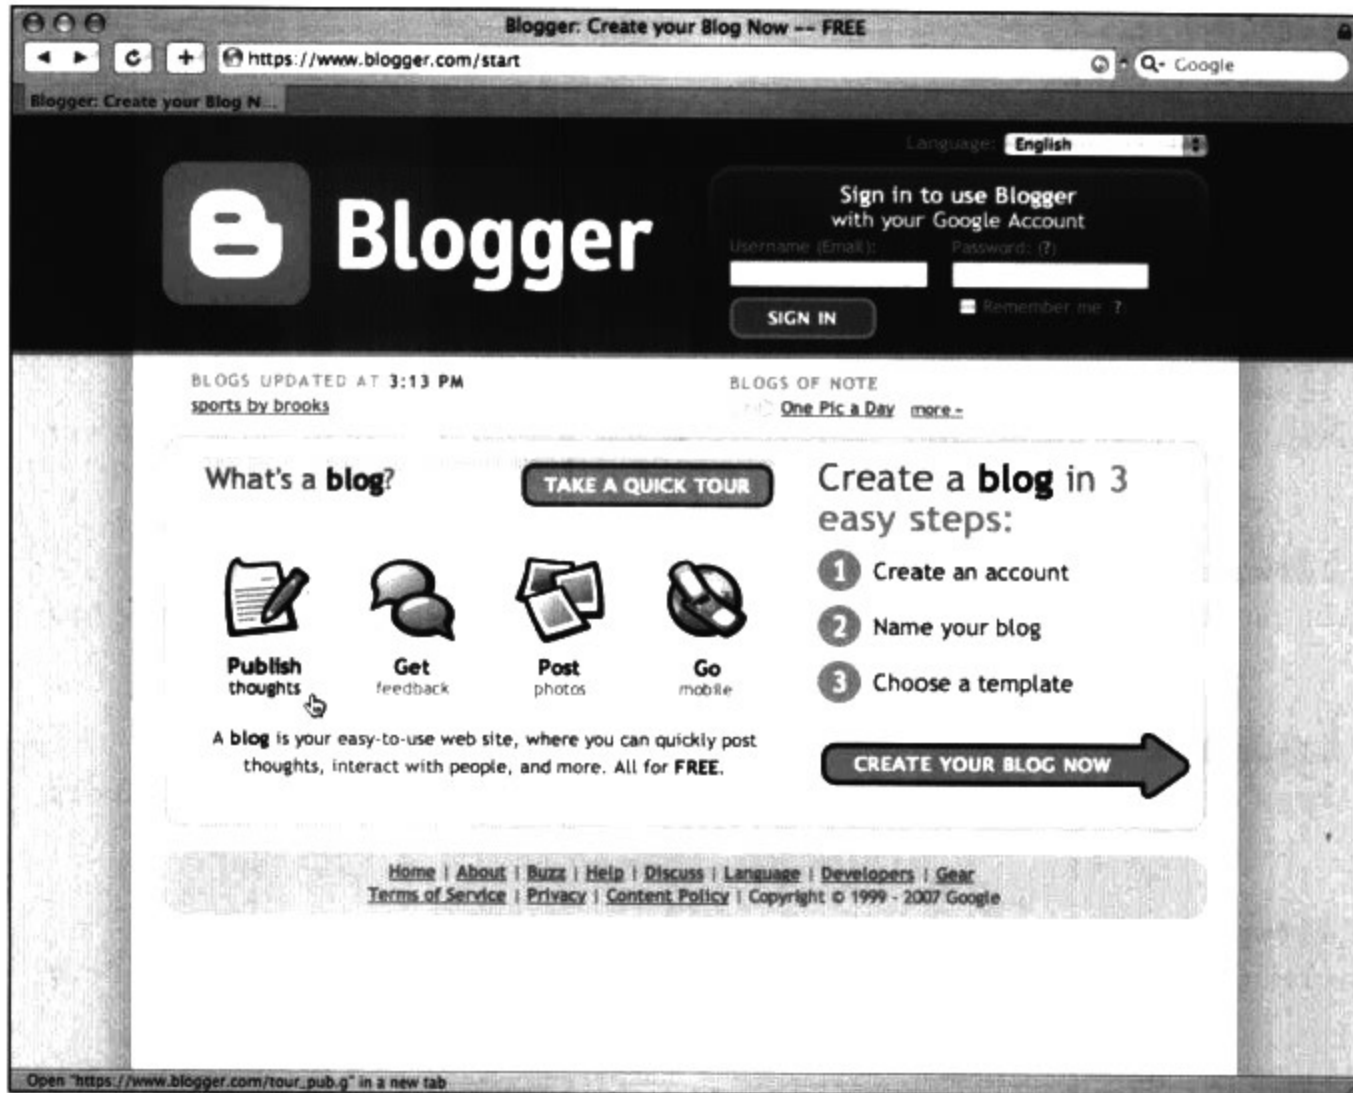 Blogger: Create your Blog Now -- FREE
https://www.blogger.com/start
Google
Blogger: Create your Blog N...
Language: English
Blogger
Sign in to use Blogger
with your Google Account
Username (Email): Password: (?)
SIGN IN
Remember me ?
BLOGS UPDATED AT 3:13 PM
sports by brooks
BLOGS OF NOTE
One Pic a Day more »
What's a blog?
TAKE A QUICK TOUR
Publish
thoughts
Get
feedback
Post
photos
Go
mobile
A blog is your easy-to-use web site, where you can quickly post
thoughts, interact with people, and more. All for FREE.
Create a blog in 3
easy steps:
1 Create an account
2 Name your blog
3 Choose a template
CREATE YOUR BLOG NOW
Home | About | Buzz | Help | Discuss | Language | Developers | Gear
Terms of Service | Privacy | Content Policy | Copyright © 1999 - 2007 Google
Open "https://www.blogger.com/tour_pub.g" in a new tab